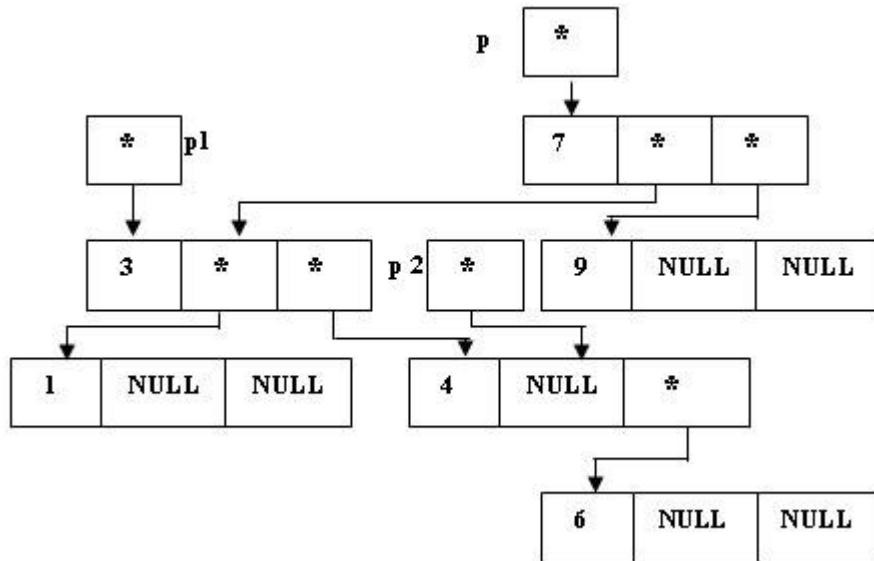 p *
* p1 7 * *
3 * * p 2 * 9 NULL NULL
1 NULL NULL 4 NULL *
6 NULL NULL